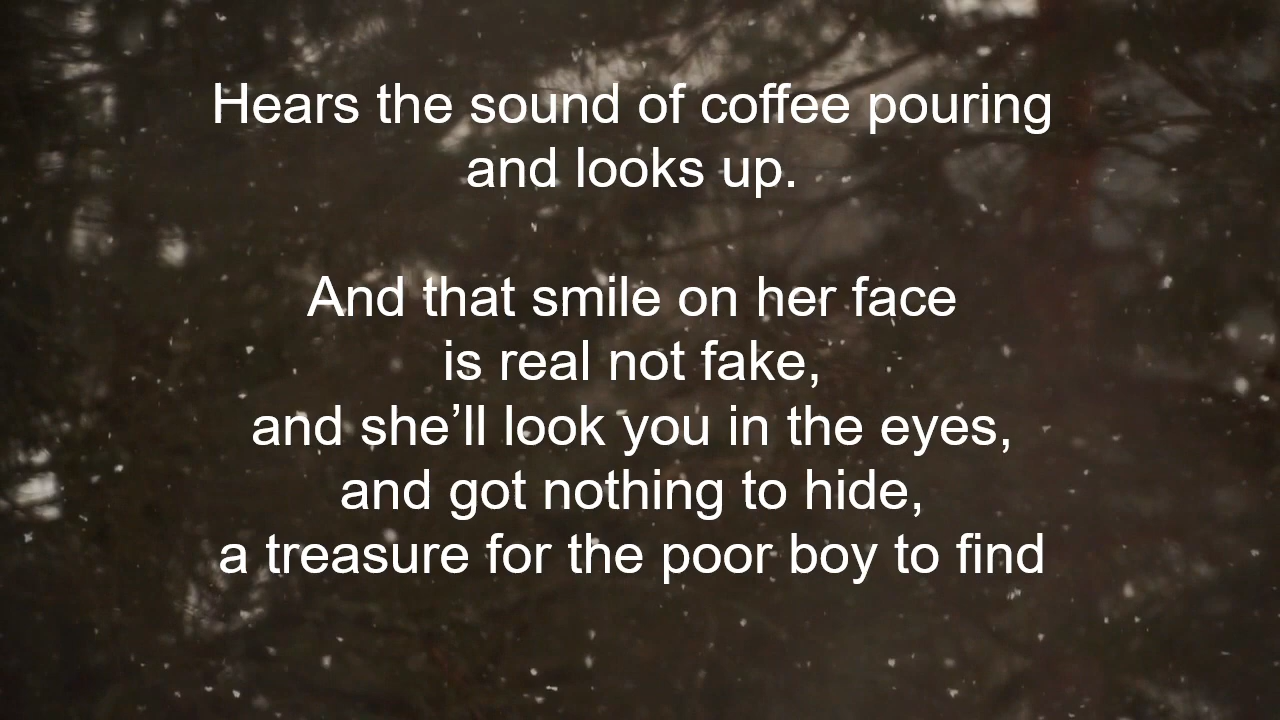 Hears the sound of coffee pouring
and looks up.
And that smile on her face
is real not fake,
and she’ll look you in the eyes,
and got nothing to hide,
a treasure for the poor boy to find